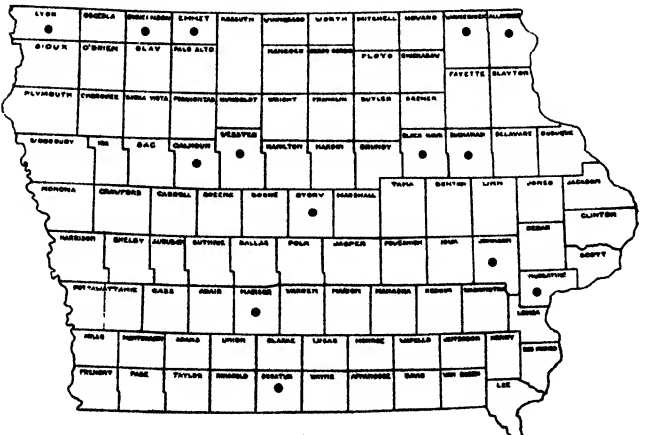 LYON OSCEOLA DICKINSON EMMET KOSSUTH WINNEBAGO WORTH MITCHELL HOWARD WINNESHIEK ALLAMAKEE
SIOUX O'BRIEN CLAY PALO ALTO HANCOCK CERRO GORDO FLOYD CHICKASAW
FAYETTE CLAYTON
PLYMOUTH CHEROKEE BUENA VISTA POCAHONTAS HUMBOLDT WRIGHT FRANKLIN BUTLER BREMER
WOODBURY IDA SAC CALHOUN WEBSTER HAMILTON HARDIN GRUNDY BLACK HAWK BUCHANAN DELAWARE DUBUQUE
MONONA CRAWFORD CARROLL GREENE BOONE STORY MARSHALL TAMA BENTON LINN JONES JACKSON
CLINTON
CEDAR
HARRISON SHELBY AUDUBON GUTHRIE DALLAS POLK JASPER POWESHIEK IOWA JOHNSON SCOTT
MUSCATINE
POTTAWATTAMIE CASS ADAIR MADISON WARREN MARION MAHASKA KEOKUK WASHINGTON
LOUISA
MILLS MONTGOMERY ADAMS UNION CLARKE LUCAS MONROE WAPELLO JEFFERSON HENRY
DES MOINES
FREMONT PAGE TAYLOR RINGGOLD DECATUR WAYNE APPANOOSE DAVIS VAN BUREN
LEE